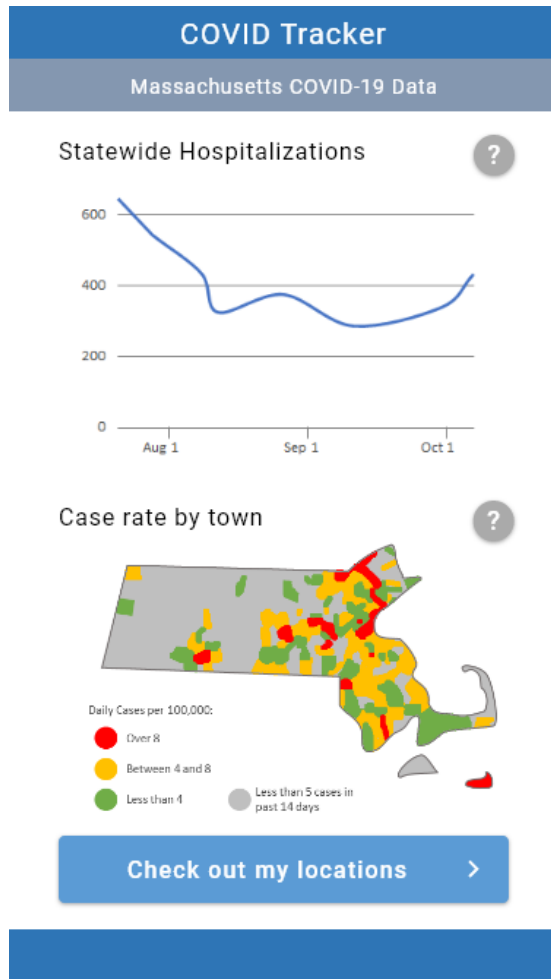 COVID Tracker
Massachusetts COVID-19 Data
Statewide Hospitalizations
?
600
400
200
0
Aug 1
Sep 1
Oct 1
Case rate by town
?
Daily Cases per 100,000:
Over 8
Between 4 and 8
Less than 4
Less than 5 cases in
past 14 days
Check out my locations